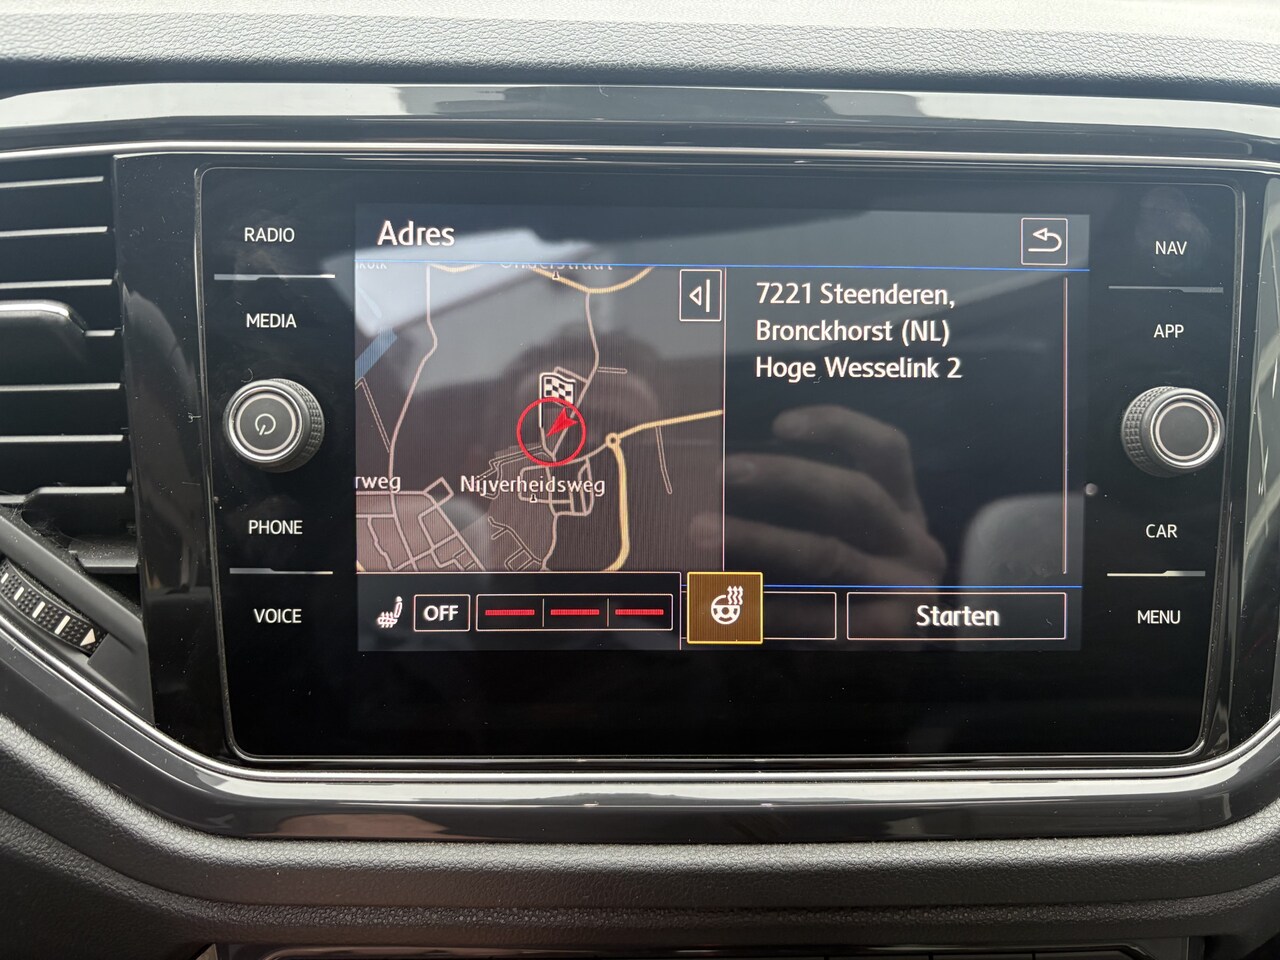 RADIO
MEDIA
PHONE
VOICE
Adres
Onderstraat
rweg
Nijverheidsweg
7221 Steenderen,
Bronckhorst (NL)
Hoge Wesselink 2
OFF
Starten
NAV
APP
CAR
MENU